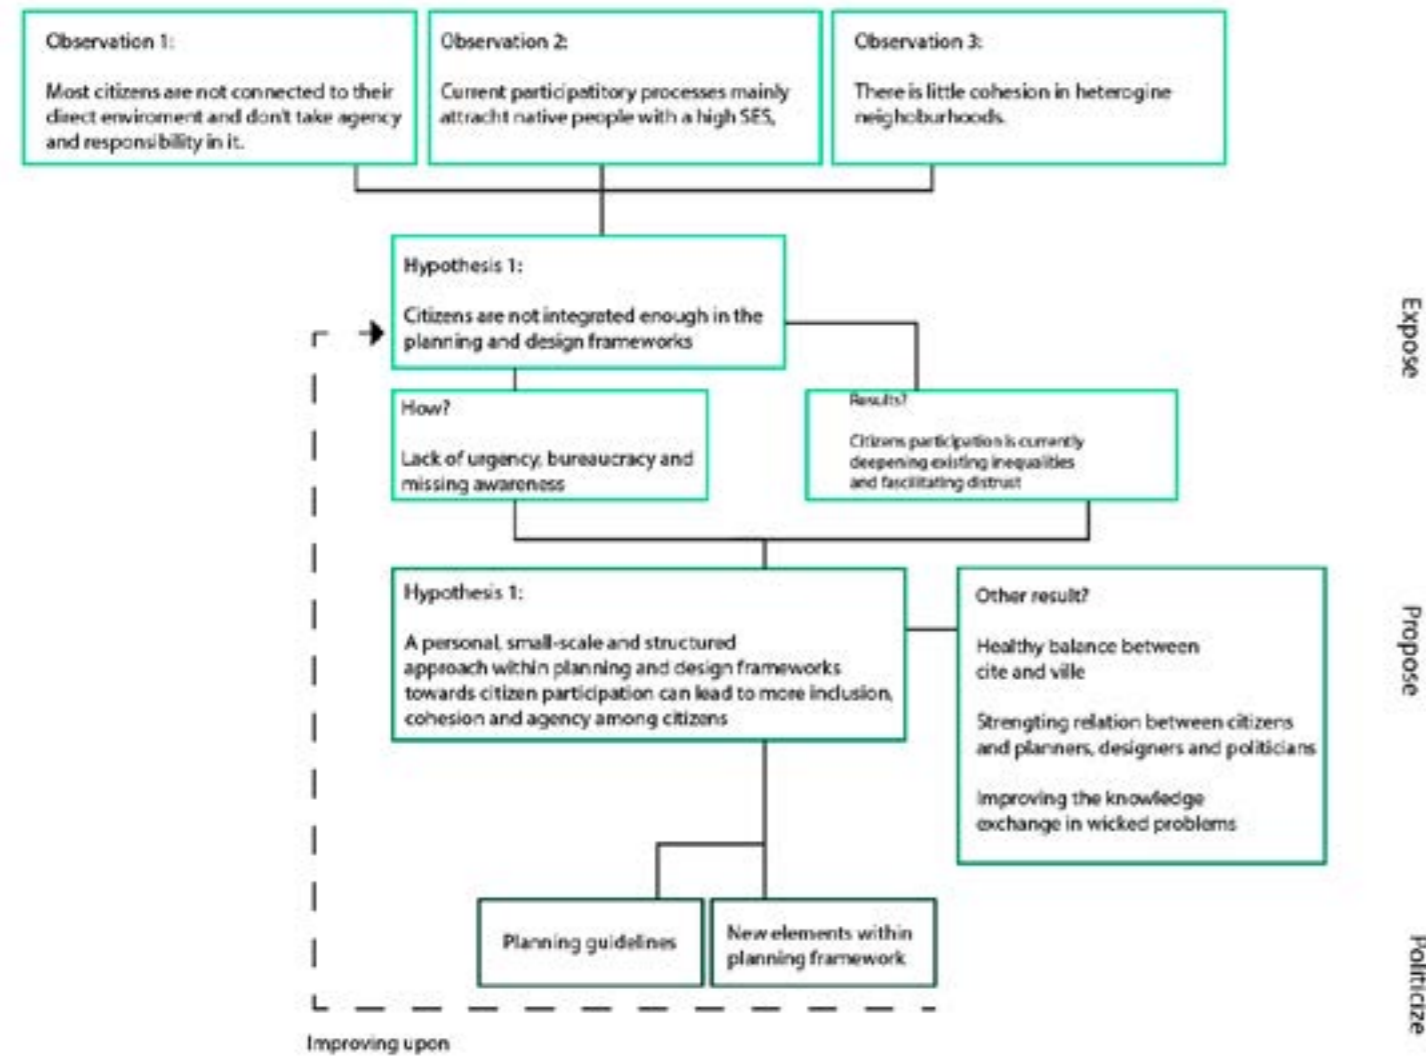 Observation 1:
Most citizens are not connected to their
direct enviroment and don't take agency
and responsibility in it.
Observation 2:
Current participatitory processes mainly
attracht native people with a high SES,
Observation 3:
There is little cohesion in heterogine
neighoburhoods.
Hypothesis 1:
Citizens are not integrated enough in the
planning and design frameworks
How?
Lack of urgency, bureaucracy and
missing awareness
Results?
Citizens participation is currently
deepening existing inequalities
and fascilitating distrust
Expose
Hypothesis 1:
A personal, small-scale and structured
approach within planning and design frameworks
towards citizen participation can lead to more inclusion,
cohesion and agency among citizens
Other result?
Healthy balance between
cite and ville
Strengting relation between citizens
and planners, designers and politicians
Improving the knowledge
exchange in wicked problems
Propose
Planning guidelines
New elements within
planning framework
Politicize
Improving upon